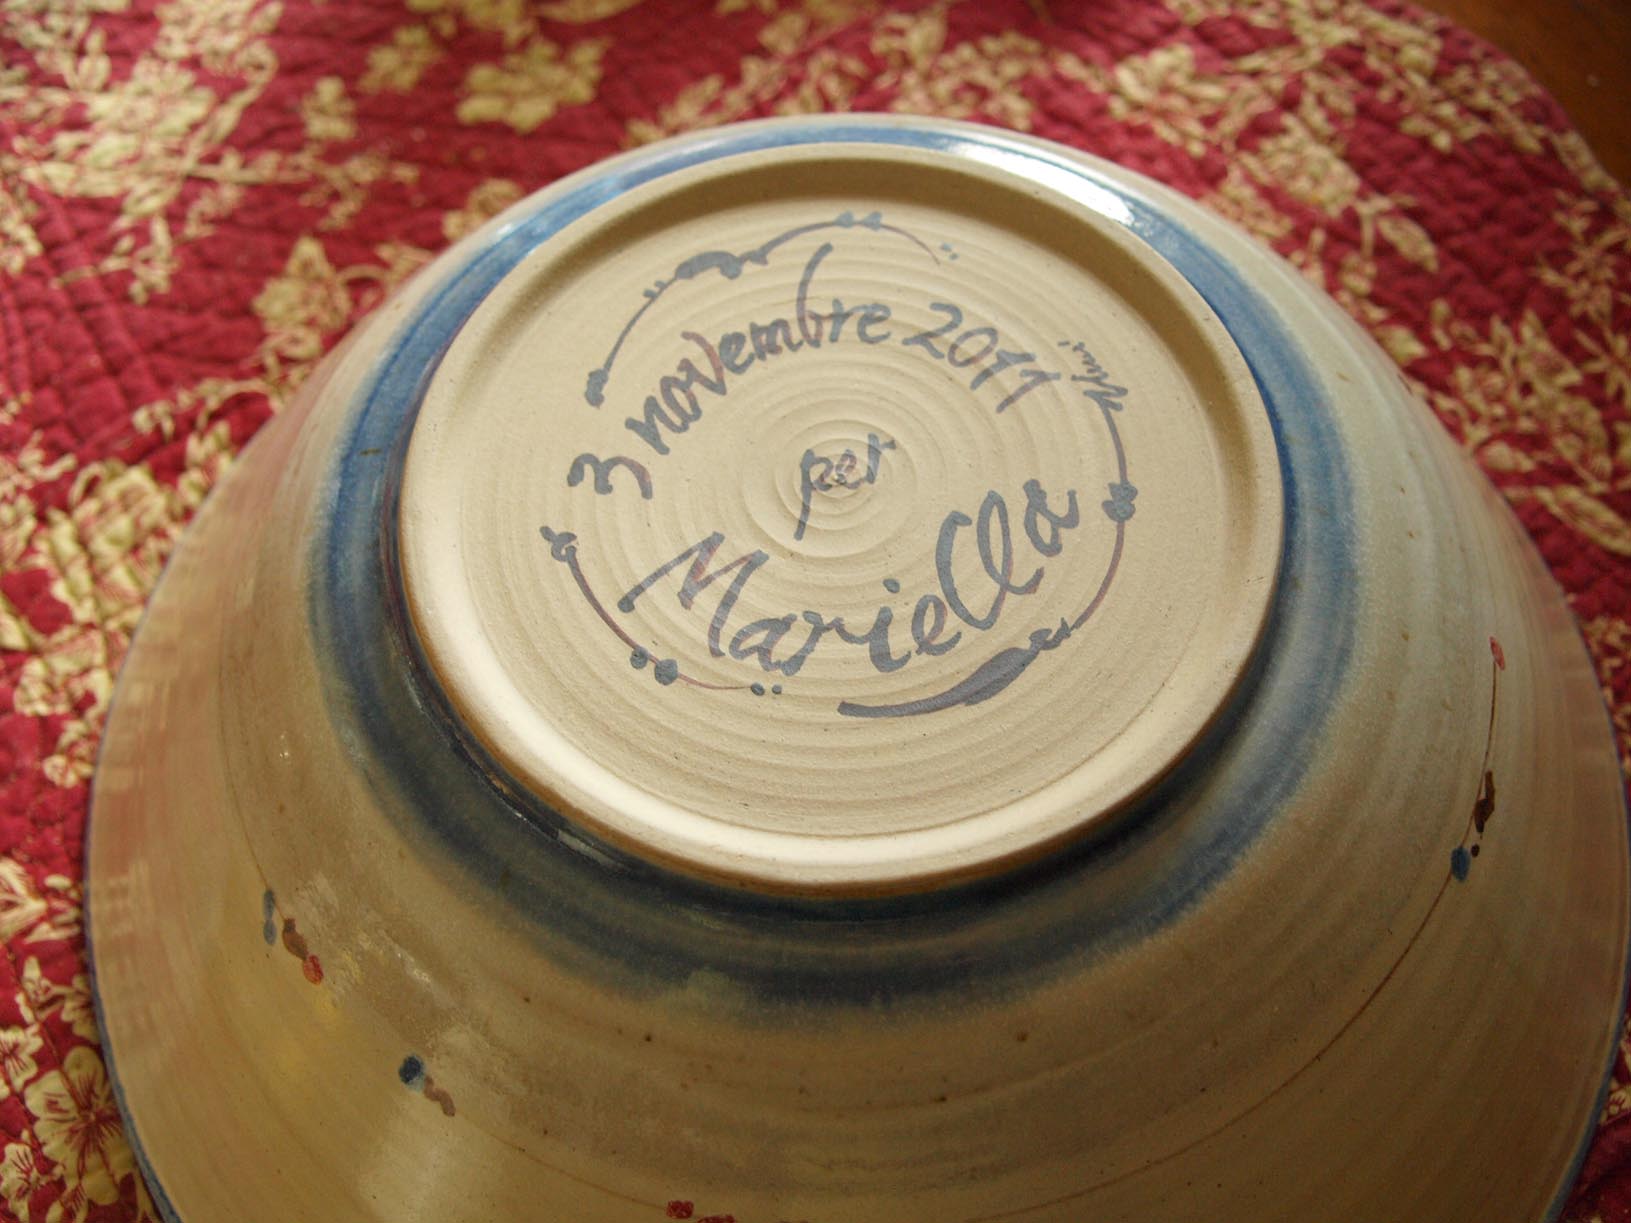 3 novembre 2011
per
Mariella